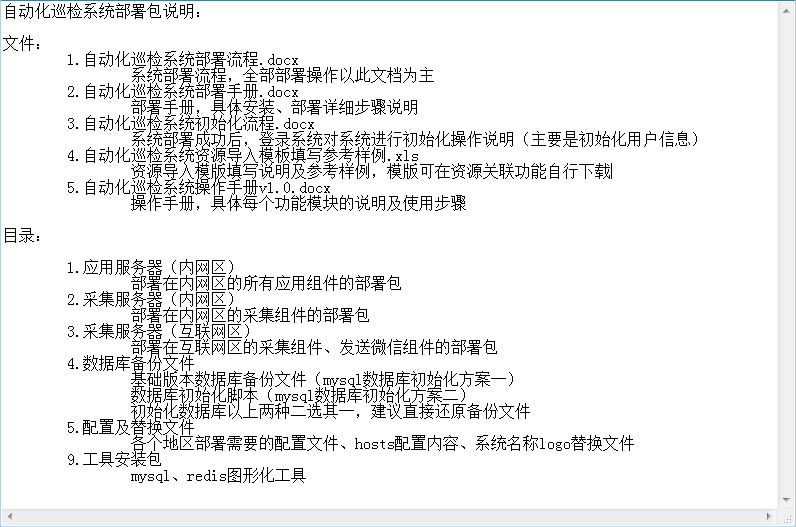 自动化巡检系统部署包说明：
文件：
1.自动化巡检系统部署流程.docx
系统部署流程，全部部署操作以此文档为主
2.自动化巡检系统部署手册.docx
部署手册，具体安装、部署详细步骤说明
3.自动化巡检系统初始化流程.docx
系统部署成功后，登录系统对系统进行初始化操作说明（主要是初始化用户信息）
4.自动化巡检系统资源导入模板填写参考样例.xls
资源导入模版填写说明及参考样例，模版可在资源关联功能自行下载
5.自动化巡检系统操作手册v1.0.docx
操作手册，具体每个功能模块的说明及使用步骤
目录：
1.应用服务器（内网区）
部署在内网区的所有应用组件的部署包
2.采集服务器（内网区）
部署在内网区的采集组件的部署包
3.采集服务器（互联网区）
部署在互联网区的采集组件、发送微信组件的部署包
4.数据库备份文件
基础版本数据库备份文件（mysql数据库初始化方案一）
数据库初始化脚本（mysql数据库初始化方案二）
初始化数据库以上两种二选其一，建议直接还原备份文件
5.配置及替换文件
各个地区部署需要的配置文件、hosts配置内容、系统名称logo替换文件
9.工具安装包
mysql、redis图形化工具